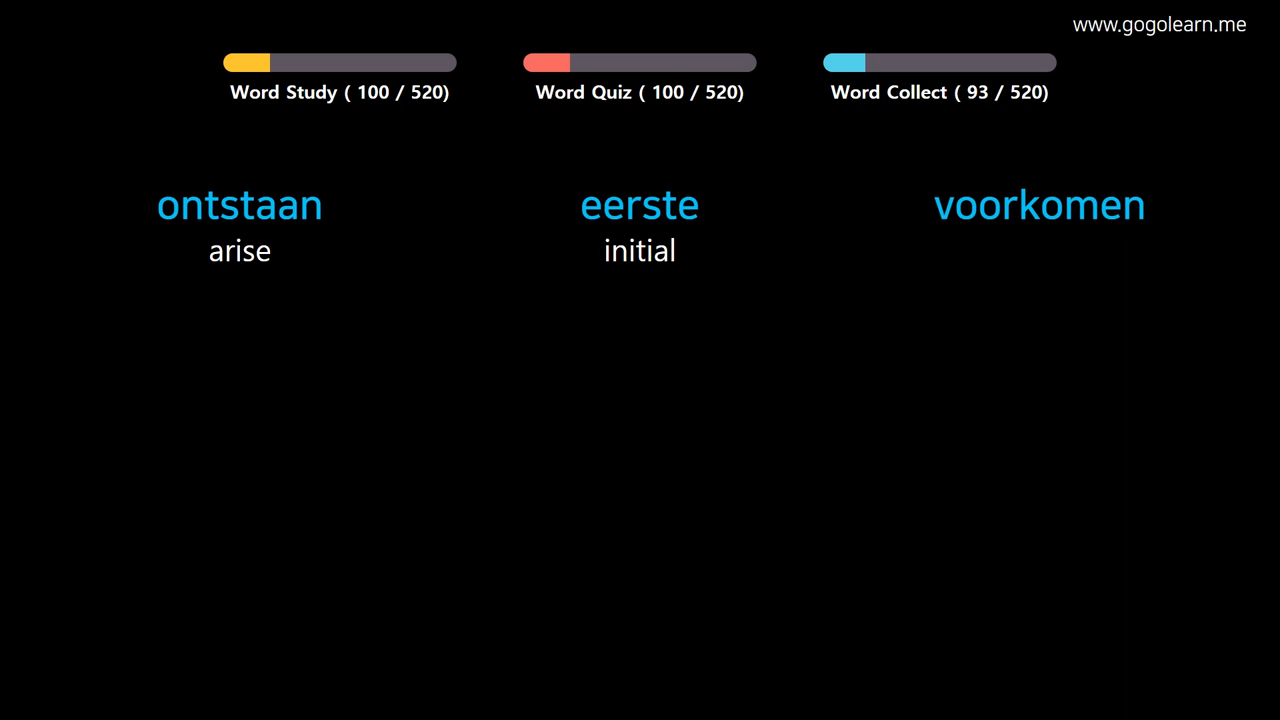 www.gogolearn.me
Word Study ( 100 / 520)
Word Quiz ( 100 / 520)
Word Collect ( 93 / 520)
ontstaan
eerste
voorkomen
arise
initial